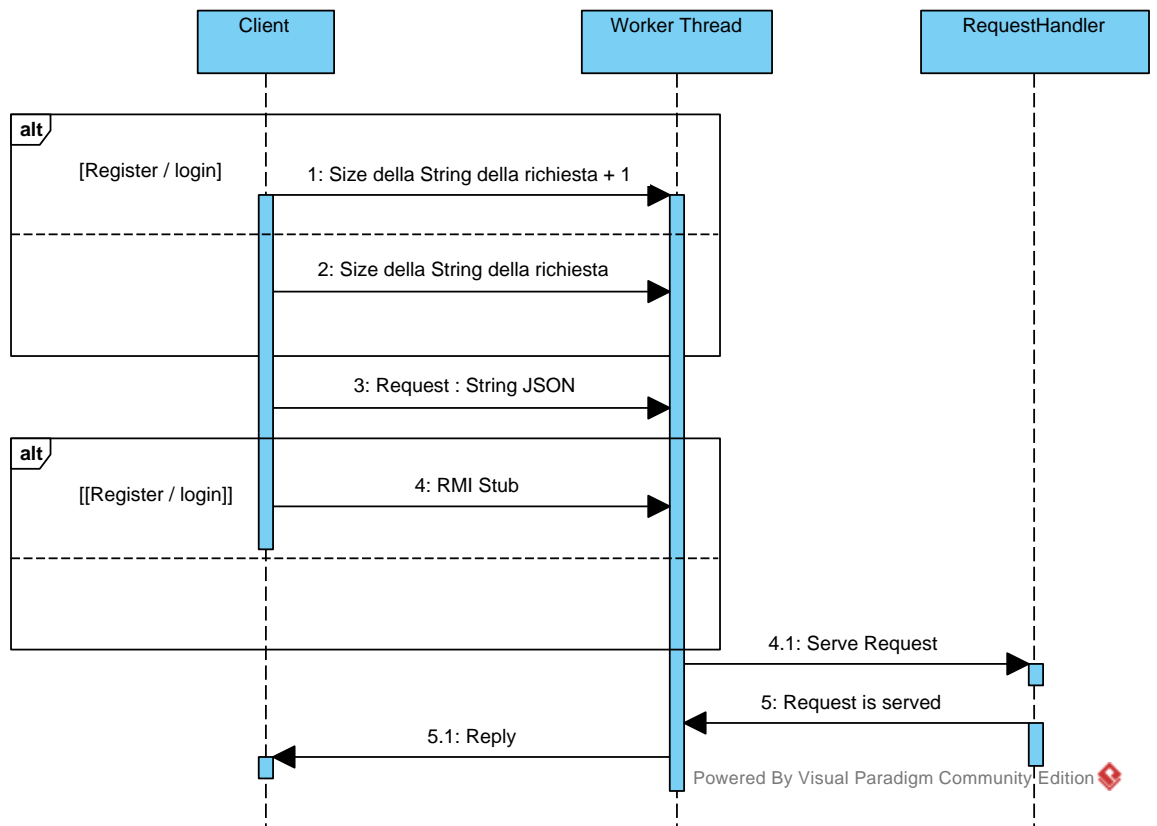 Client
Worker Thread
RequestHandler
alt
[Register / login]
1: Size della String della richiesta + 1
2: Size della String della richiesta
3: Request : String JSON
alt
[[Register / login]]
4: RMI Stub
4.1: Serve Request
5: Request is served
5.1: Reply
Powered By Visual Paradigm Community Edition